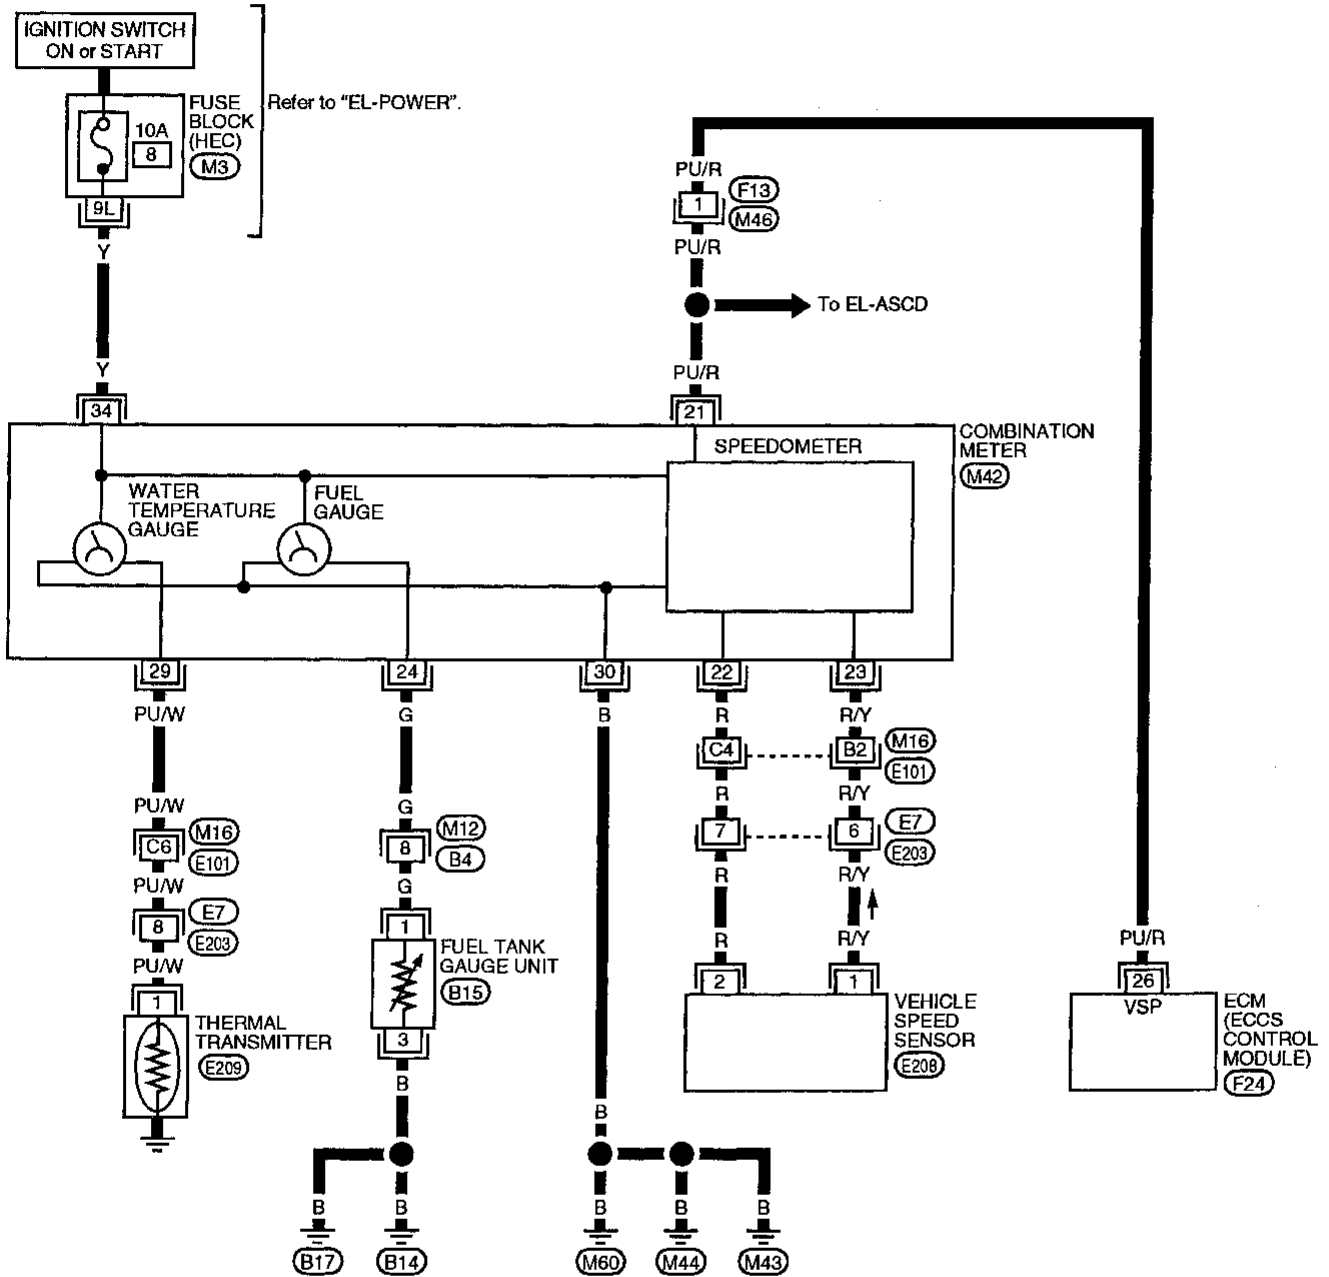 IGNITION SWITCH
ON or START
FUSE
BLOCK
(HEC)
M3
10A
8
9L
Refer to “EL-POWER”.
Y
Y
34
PU/R
1
F13
M46
PU/R
To EL-ASCD
PU/R
21
COMBINATION
METER
M42
SPEEDOMETER
WATER
TEMPERATURE
GAUGE
FUEL
GAUGE
29
24
30
22
23
PU/W
G
B
R
R/Y
C4
B2
M16
E101
R
R/Y
7
6
E7
E203
R
R/Y
R
R/Y
2
1
VEHICLE
SPEED
SENSOR
E208
PU/W
C6
M16
E101
PU/W
8
E7
E203
PU/W
1
THERMAL
TRANSMITTER
E209
G
8
M12
B4
G
1
FUEL TANK
GAUGE UNIT
B15
3
B
B
B
B17
B14
B
B
B
B
M60
M44
M43
PU/R
26
VSP
ECM
(ECCS
CONTROL
MODULE)
F24